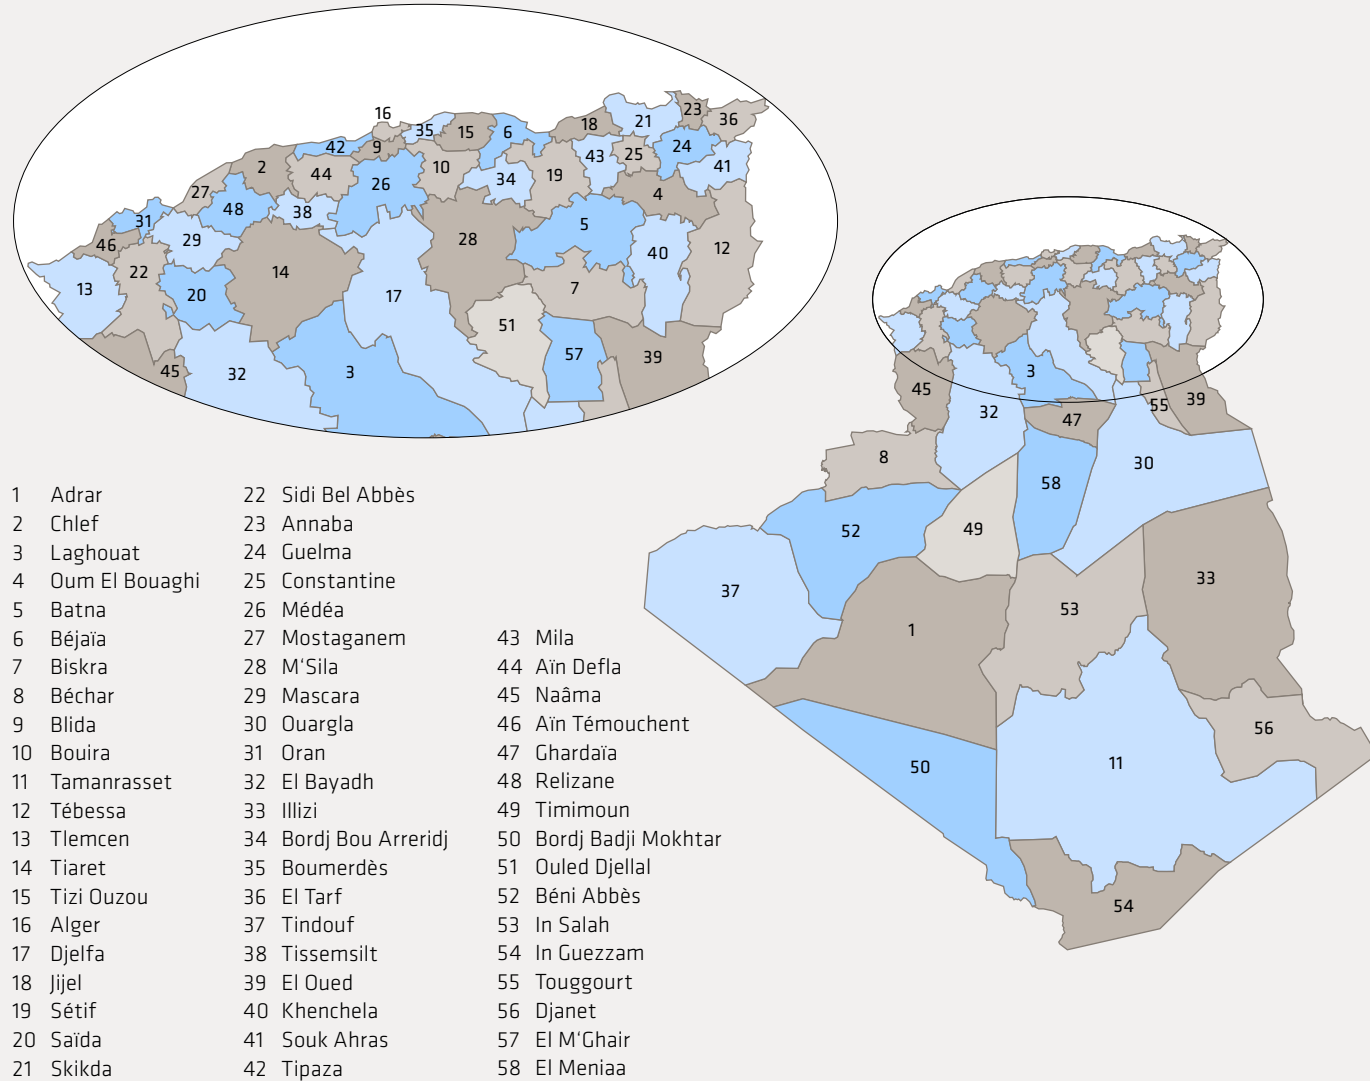 16
35
15
6
18
21
23
36
42
9
2
44
26
10
34
19
43
25
24
41
27
48
38
4
31
29
28
5
40
12
46
22
14
13
20
17
7
51
57
39
45
32
3
45
3
32
47
55
39
8
58
30
52
49
37
1
53
33
50
11
56
54
1 Adrar
2 Chlef
3 Laghouat
4 Oum El Bouaghi
5 Batna
6 Béjaïa
7 Biskra
8 Béchar
9 Blida
10 Bouira
11 Tamanrasset
12 Tébessa
13 Tlemcen
14 Tiaret
15 Tizi Ouzou
16 Alger
17 Djelfa
18 Jijel
19 Sétif
20 Saïda
21 Skikda
22 Sidi Bel Abbès
23 Annaba
24 Guelma
25 Constantine
26 Médéa
27 Mostaganem
28 M‘Sila
29 Mascara
30 Ouargla
31 Oran
32 El Bayadh
33 Illizi
34 Bordj Bou Arreridj
35 Boumerdès
36 El Tarf
37 Tindouf
38 Tissemsilt
39 El Oued
40 Khenchela
41 Souk Ahras
42 Tipaza
43 Mila
44 Aïn Defla
45 Naâma
46 Aïn Témouchent
47 Ghardaïa
48 Relizane
49 Timimoun
50 Bordj Badji Mokhtar
51 Ouled Djellal
52 Béni Abbès
53 In Salah
54 In Guezzam
55 Touggourt
56 Djanet
57 El M‘Ghair
58 El Meniaa